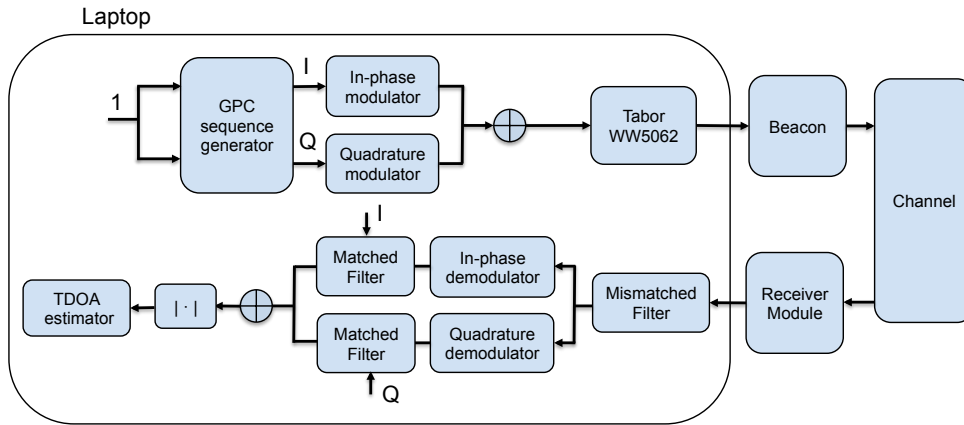 Laptop
1
GPC
sequence
generator
I
Q
In-phase
modulator
Quadrature
modulator
Tabor
WW5062
Beacon
Channel
I
TDOA
estimator
| · |
Matched
Filter
In-phase
demodulator
Matched
Filter
Quadrature
demodulator
Q
Mismatched
Filter
Receiver
Module